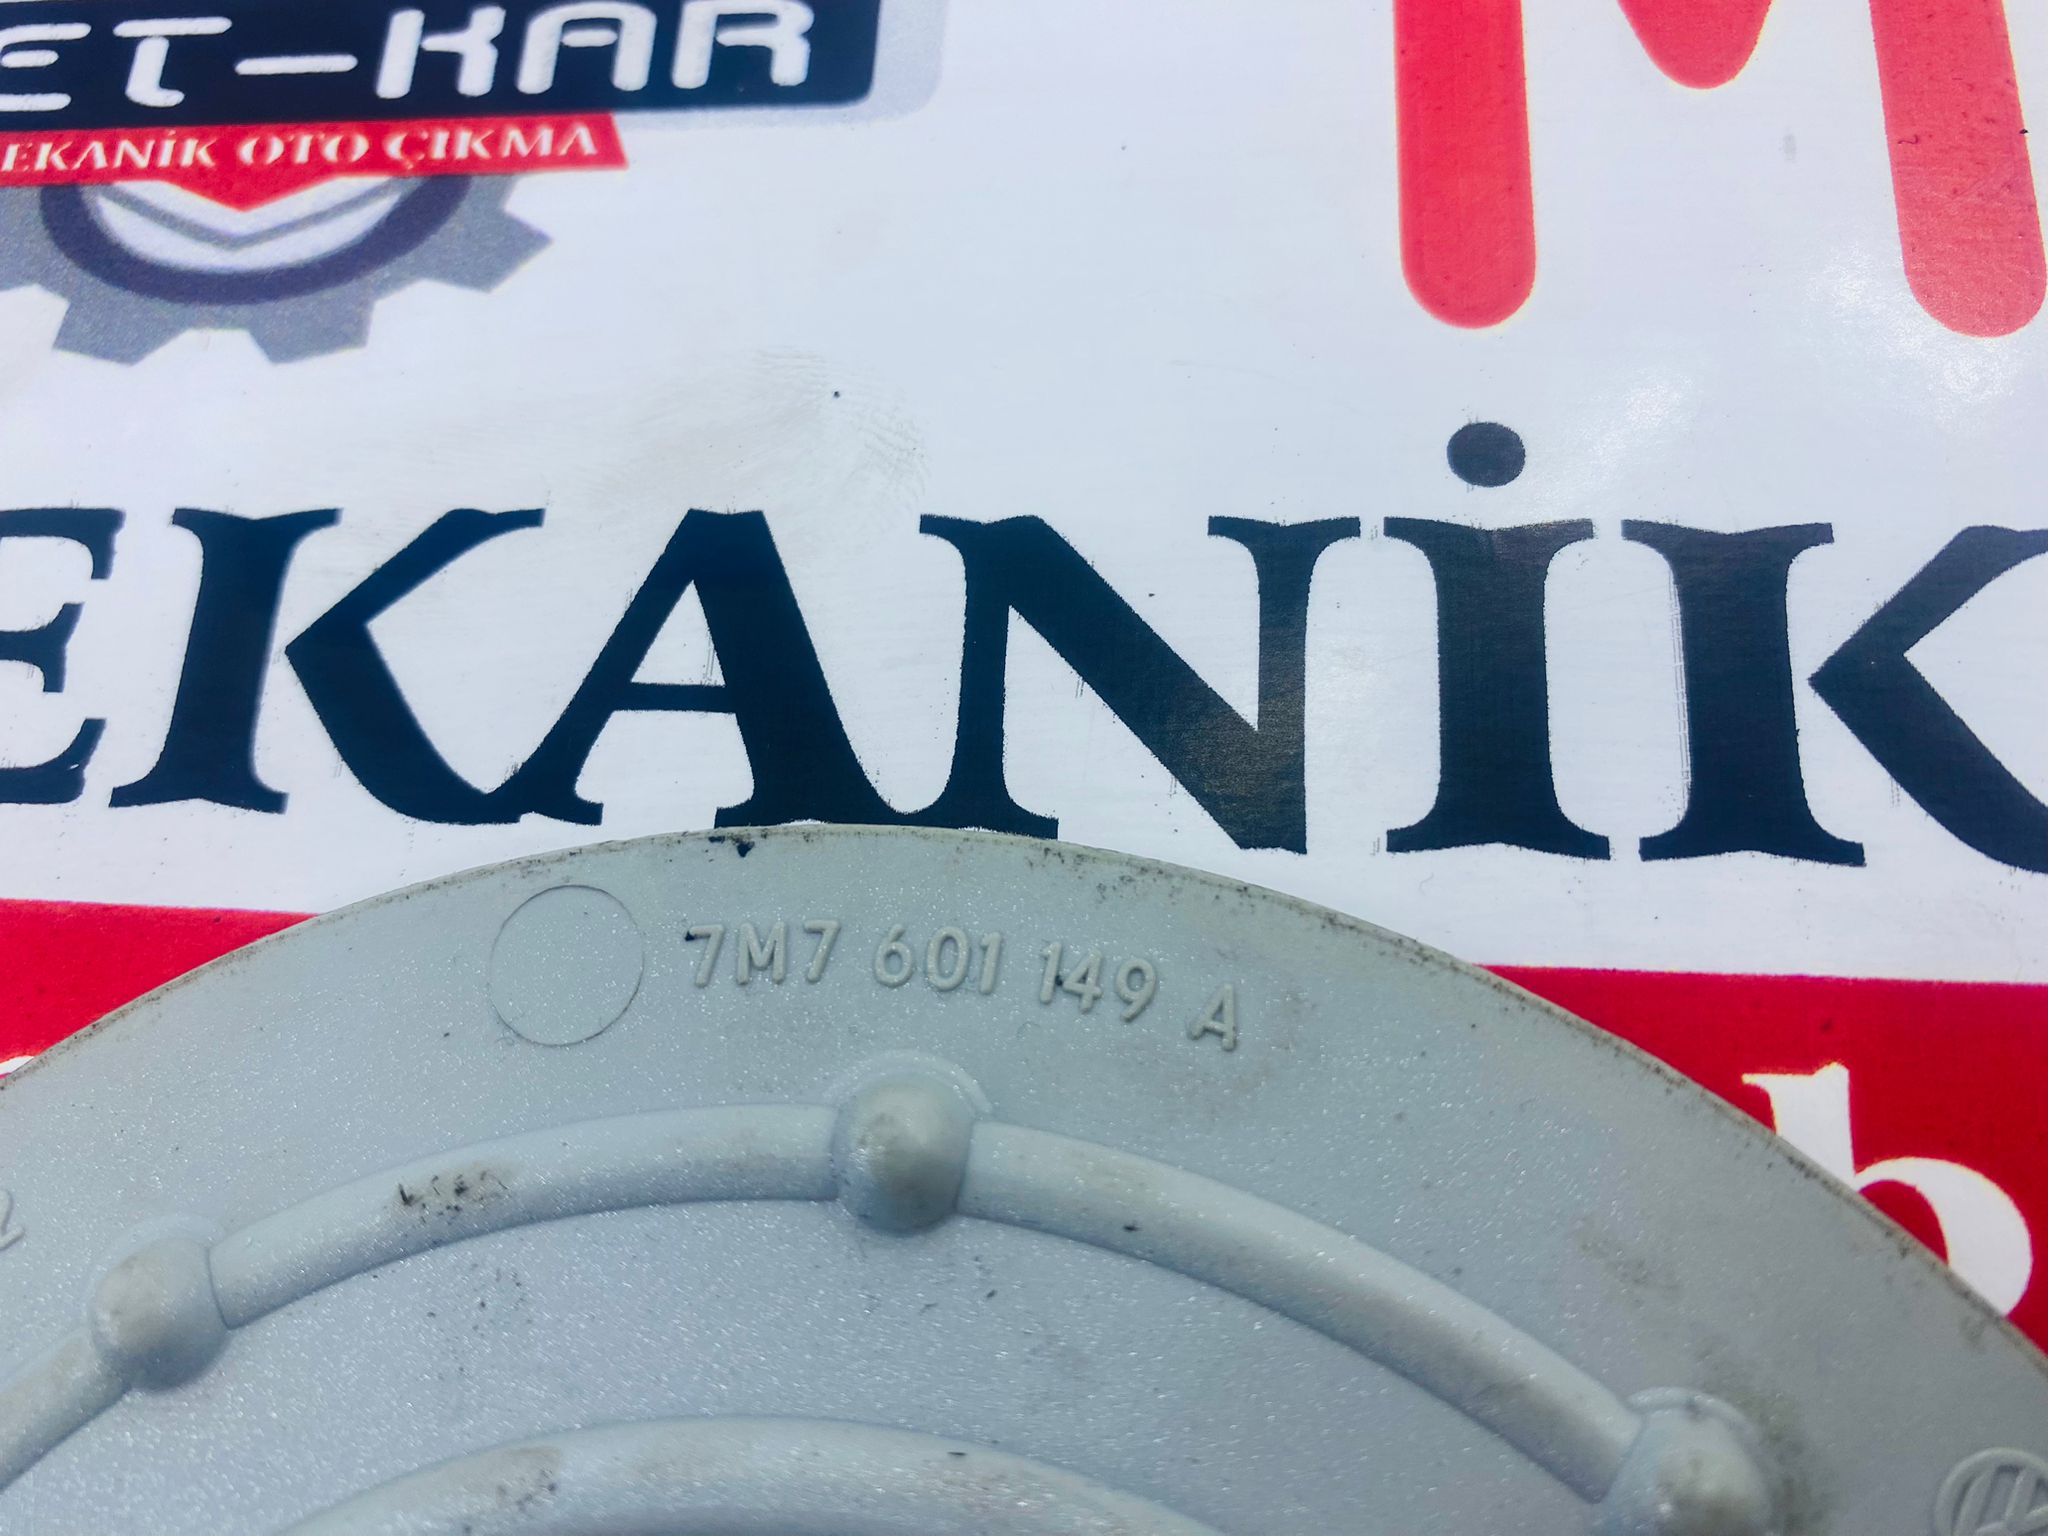 ET-KAR
EKANİK OTO ÇIKMA
M
EKANİK
b
7M7 601 149 A